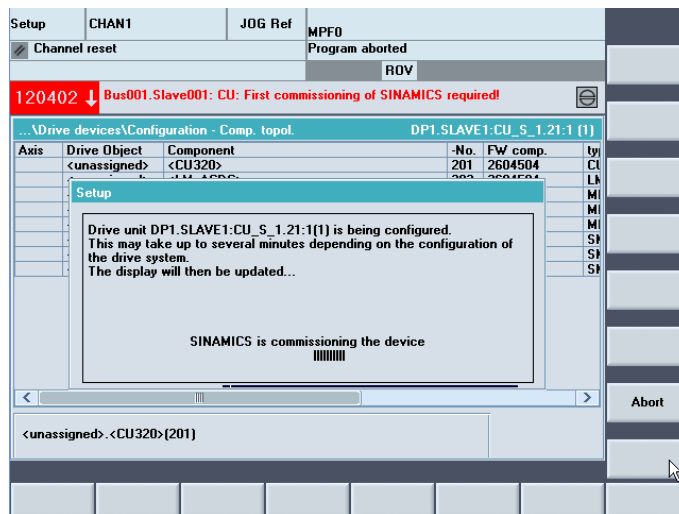 Setup CHAN1 JOG Ref MPF0
Channel reset Program aborted
ROV
120402 Bus001.Slave001: CU: First commissioning of SINAMICS required!
...\Drive devices\Configuration - Comp. topol. DP1.SLAVE1:CU_S_1.21:1 (1)
Axis Drive Object Component -No. FW comp.
<unassigned> <CU320> 201 2604504
Setup
Drive unit DP1.SLAVE1:CU_S_1.21:1(1) is being configured.
This may take up to several minutes depending on the configuration of
the drive system.
The display will then be updated...
SINAMICS is commissioning the device
Abort
<unassigned>.<CU320>(201)